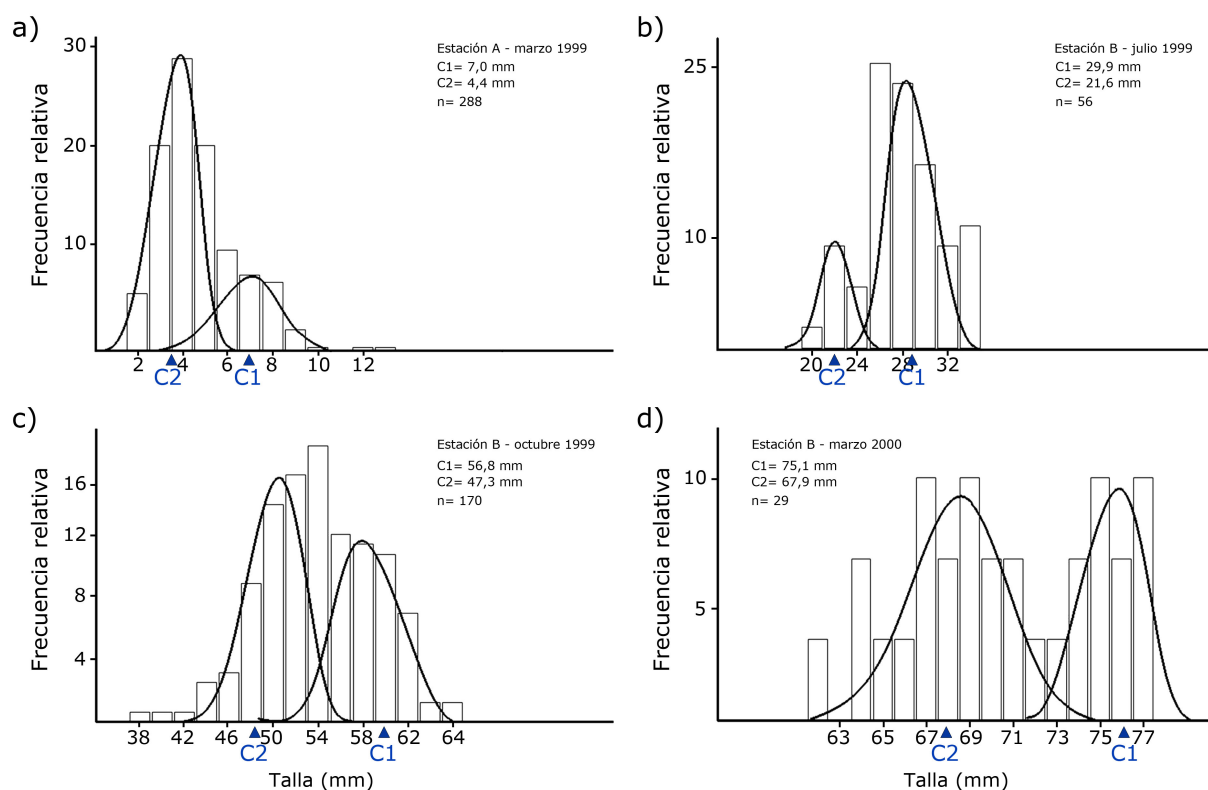 a)
Estación A - marzo 1999
C1= 7,0 mm
C2= 4,4 mm
n= 288
Frecuencia relativa
30
20
10
2 4 6 8 10 12
C2 C1
b)
Estación B - julio 1999
C1= 29,9 mm
C2= 21,6 mm
n= 56
Frecuencia relativa
25
10
20 24 28 32
C2 C1
c)
Estación B - octubre 1999
C1= 56,8 mm
C2= 47,3 mm
n= 170
Frecuencia relativa
16
12
8
4
38 42 46 50 54 58 62 64
C2 C1
Talla (mm)
d)
Estación B - marzo 2000
C1= 75,1 mm
C2= 67,9 mm
n= 29
Frecuencia relativa
10
5
63 65 67 69 71 73 75 77
C2 C1
Talla (mm)